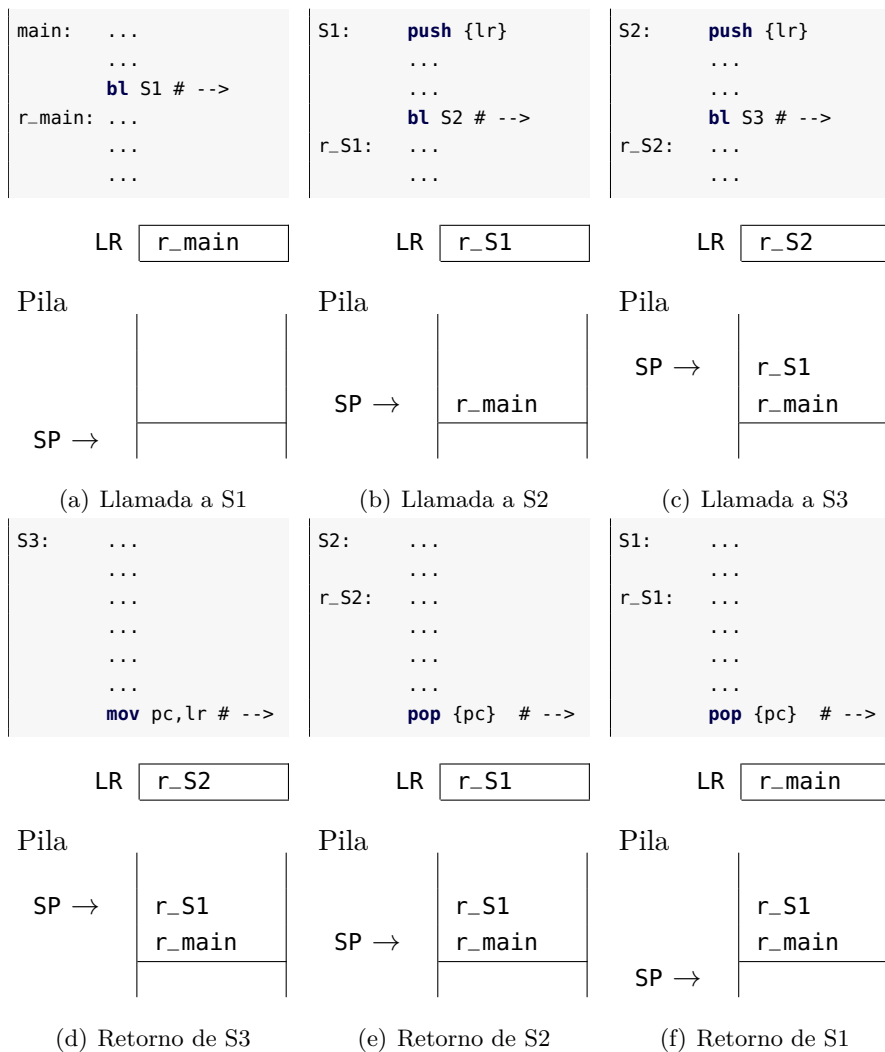 main: ...
...
bl S1 # -->
r_main: ...
...
...
LR r_main
Pila
SP →
(a) Llamada a S1
S1: push {lr}
...
...
bl S2 # -->
r_S1: ...
...
LR r_S1
Pila
SP → r_main
(b) Llamada a S2
S2: push {lr}
...
...
bl S3 # -->
r_S2: ...
...
LR r_S2
Pila
SP → r_S1
r_main
(c) Llamada a S3
S3: ...
...
...
...
...
...
mov pc,lr # -->
LR r_S2
Pila
SP → r_S1
r_main
(d) Retorno de S3
S2: ...
...
r_S2: ...
...
...
...
pop {pc} # -->
LR r_S1
Pila
r_S1
SP → r_main
(e) Retorno de S2
S1: ...
...
r_S1: ...
...
...
...
pop {pc} # -->
LR r_main
Pila
r_S1
r_main
SP →
(f) Retorno de S1